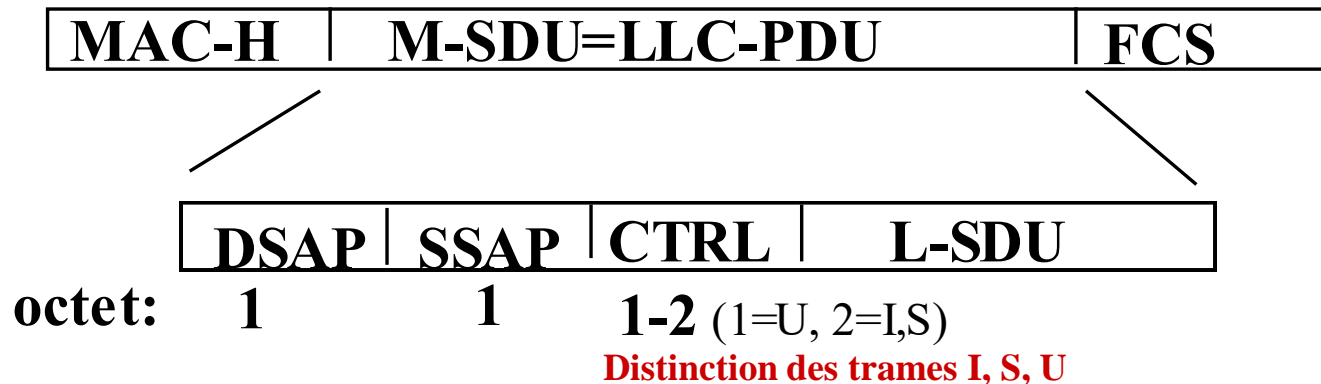 MAC-H M-SDU=LLC-PDU FCS
DSAP SSAP CTRL L-SDU
octet: 1 1 1-2 (1=U, 2=I,S)
Distinction des trames I, S, U